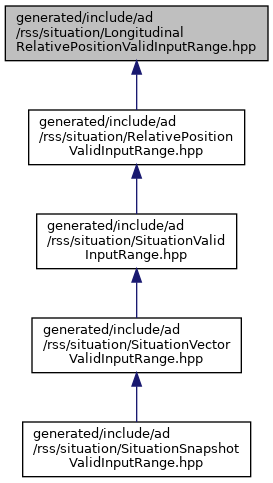 generated/include/ad
/rss/situation/Longitudinal
RelativePositionValidInputRange.hpp
generated/include/ad
/rss/situation/RelativePosition
ValidInputRange.hpp
generated/include/ad
/rss/situation/SituationValid
InputRange.hpp
generated/include/ad
/rss/situation/SituationVector
ValidInputRange.hpp
generated/include/ad
/rss/situation/SituationSnapshot
ValidInputRange.hpp